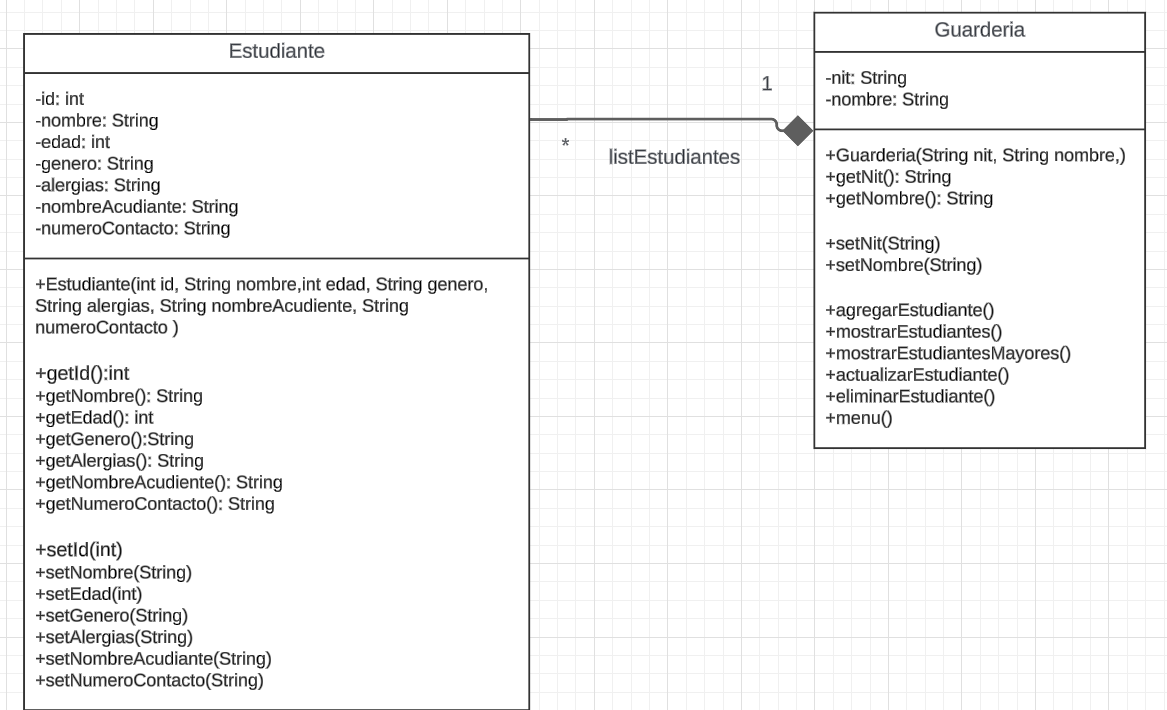 Estudiante
-id: int
-nombre: String
-edad: int
-genero: String
-alergias: String
-nombreAcudiante: String
-numeroContacto: String
+Estudiante(int id, String nombre,int edad, String genero,
String alergias, String nombreAcudiente, String
numeroContacto )
+getId():int
+getNombre(): String
+getEdad(): int
+getGenero():String
+getAlergias(): String
+getNombreAcudiente(): String
+getNumeroContacto(): String
+setId(int)
+setNombre(String)
+setEdad(int)
+setGenero(String)
+setAlergias(String)
+setNombreAcudiante(String)
+setNumeroContacto(String)
1
*
listEstudiantes
Guarderia
-nit: String
-nombre: String
+Guarderia(String nit, String nombre,)
+getNit(): String
+getNombre(): String
+setNit(String)
+setNombre(String)
+agregarEstudiante()
+mostrarEstudiantes()
+mostrarEstudiantesMayores()
+actualizarEstudiante()
+eliminarEstudiante()
+menu()